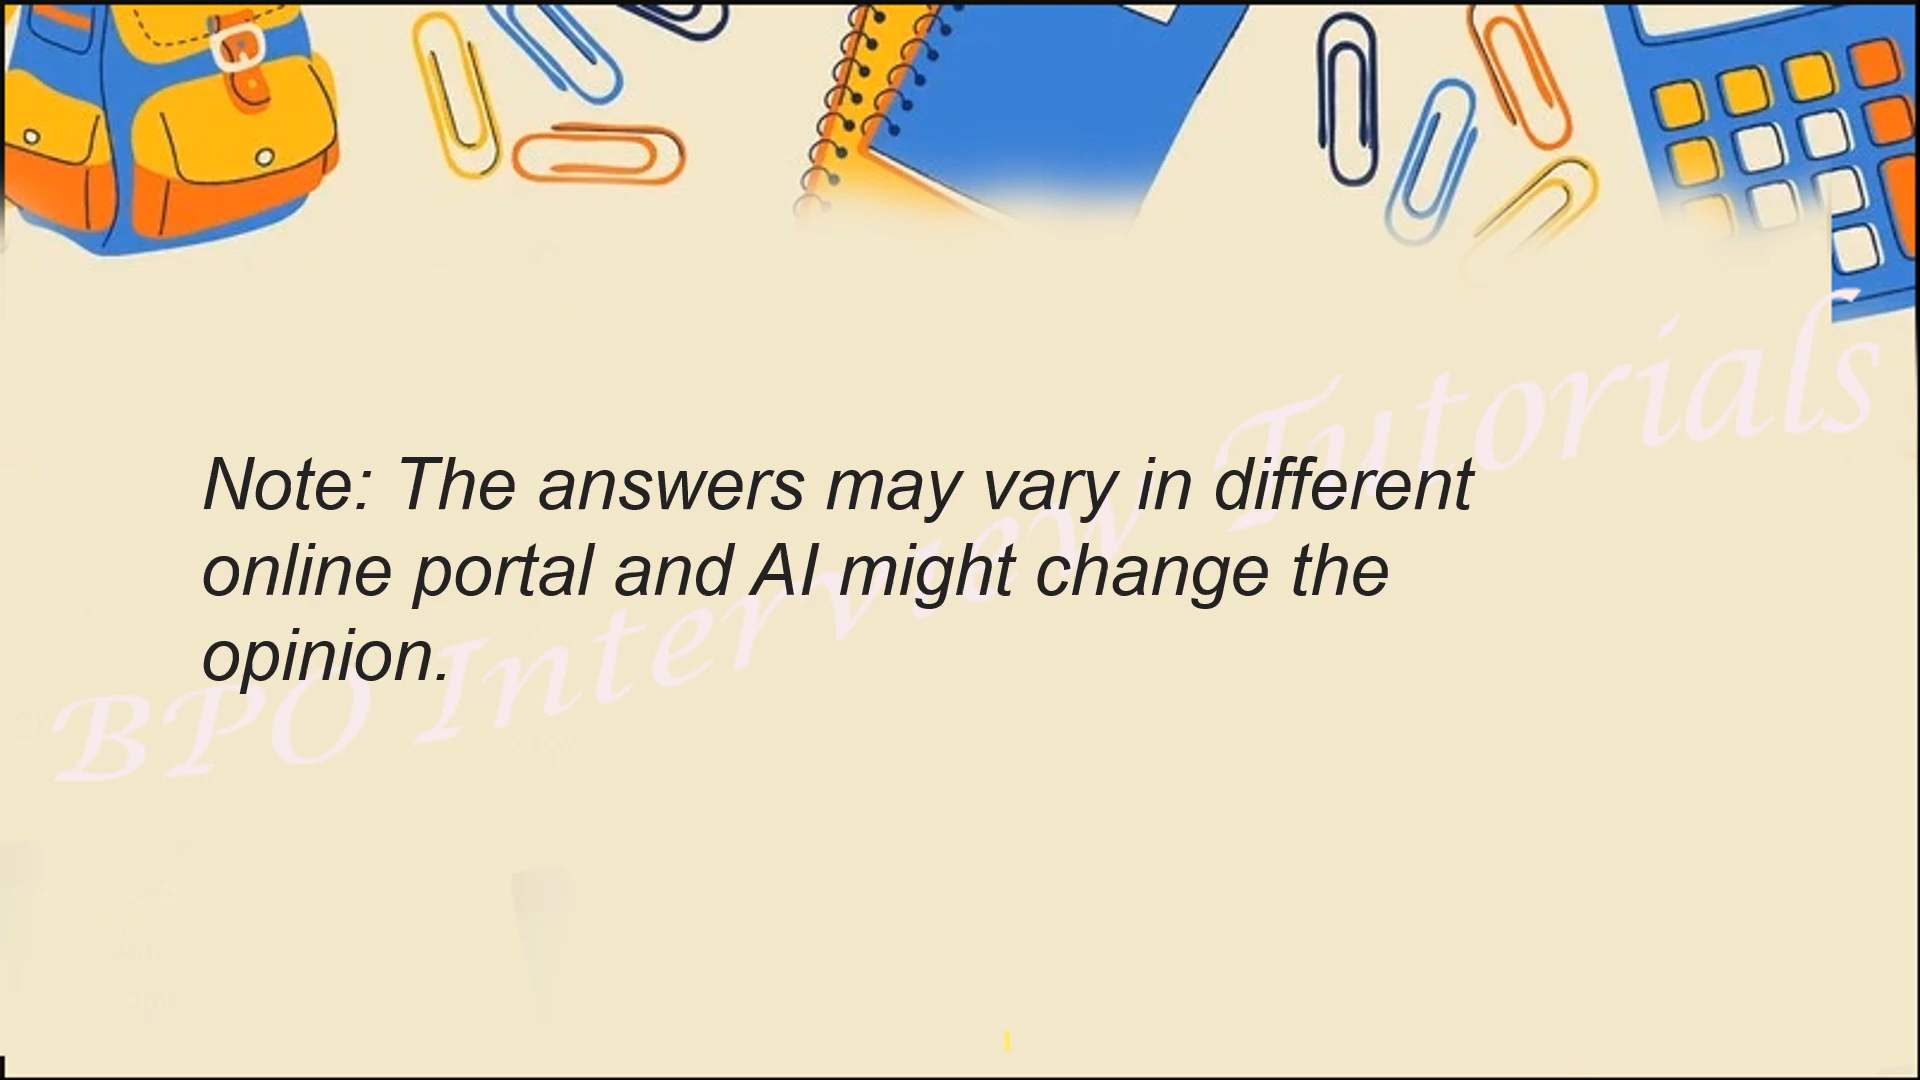 Note: The answers may vary in different
online portal and AI might change the
opinion.
BPO Interview Tutorials